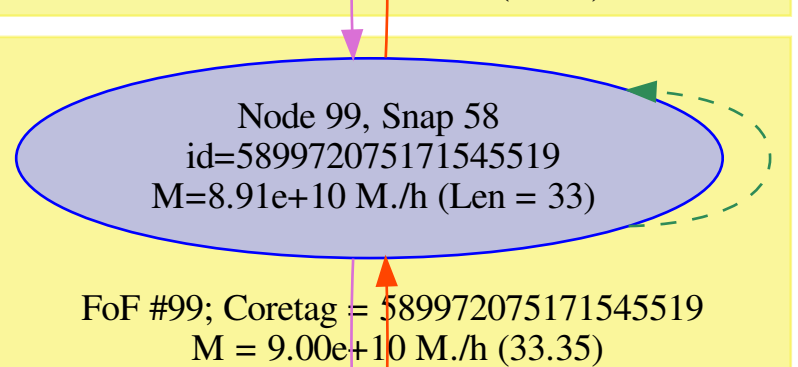 Node 99, Snap 58
id=589972075171545519
M=8.91e+10 M./h (Len = 33)
FoF #99; Coretag = 589972075171545519
M = 9.00e+10 M./h (33.35)